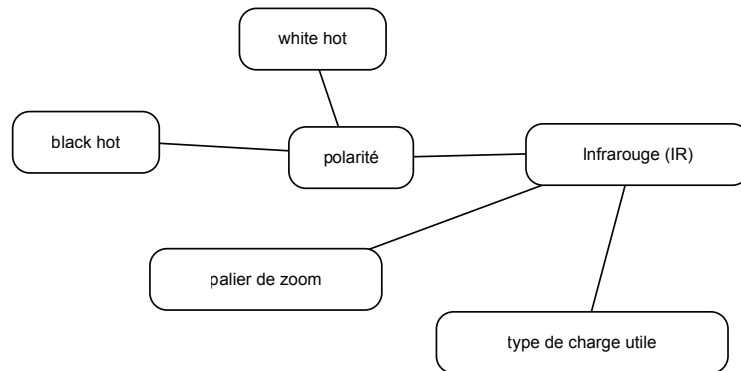 white hot
black hot
polarité
Infrarouge (IR)
palier de zoom
type de charge utile